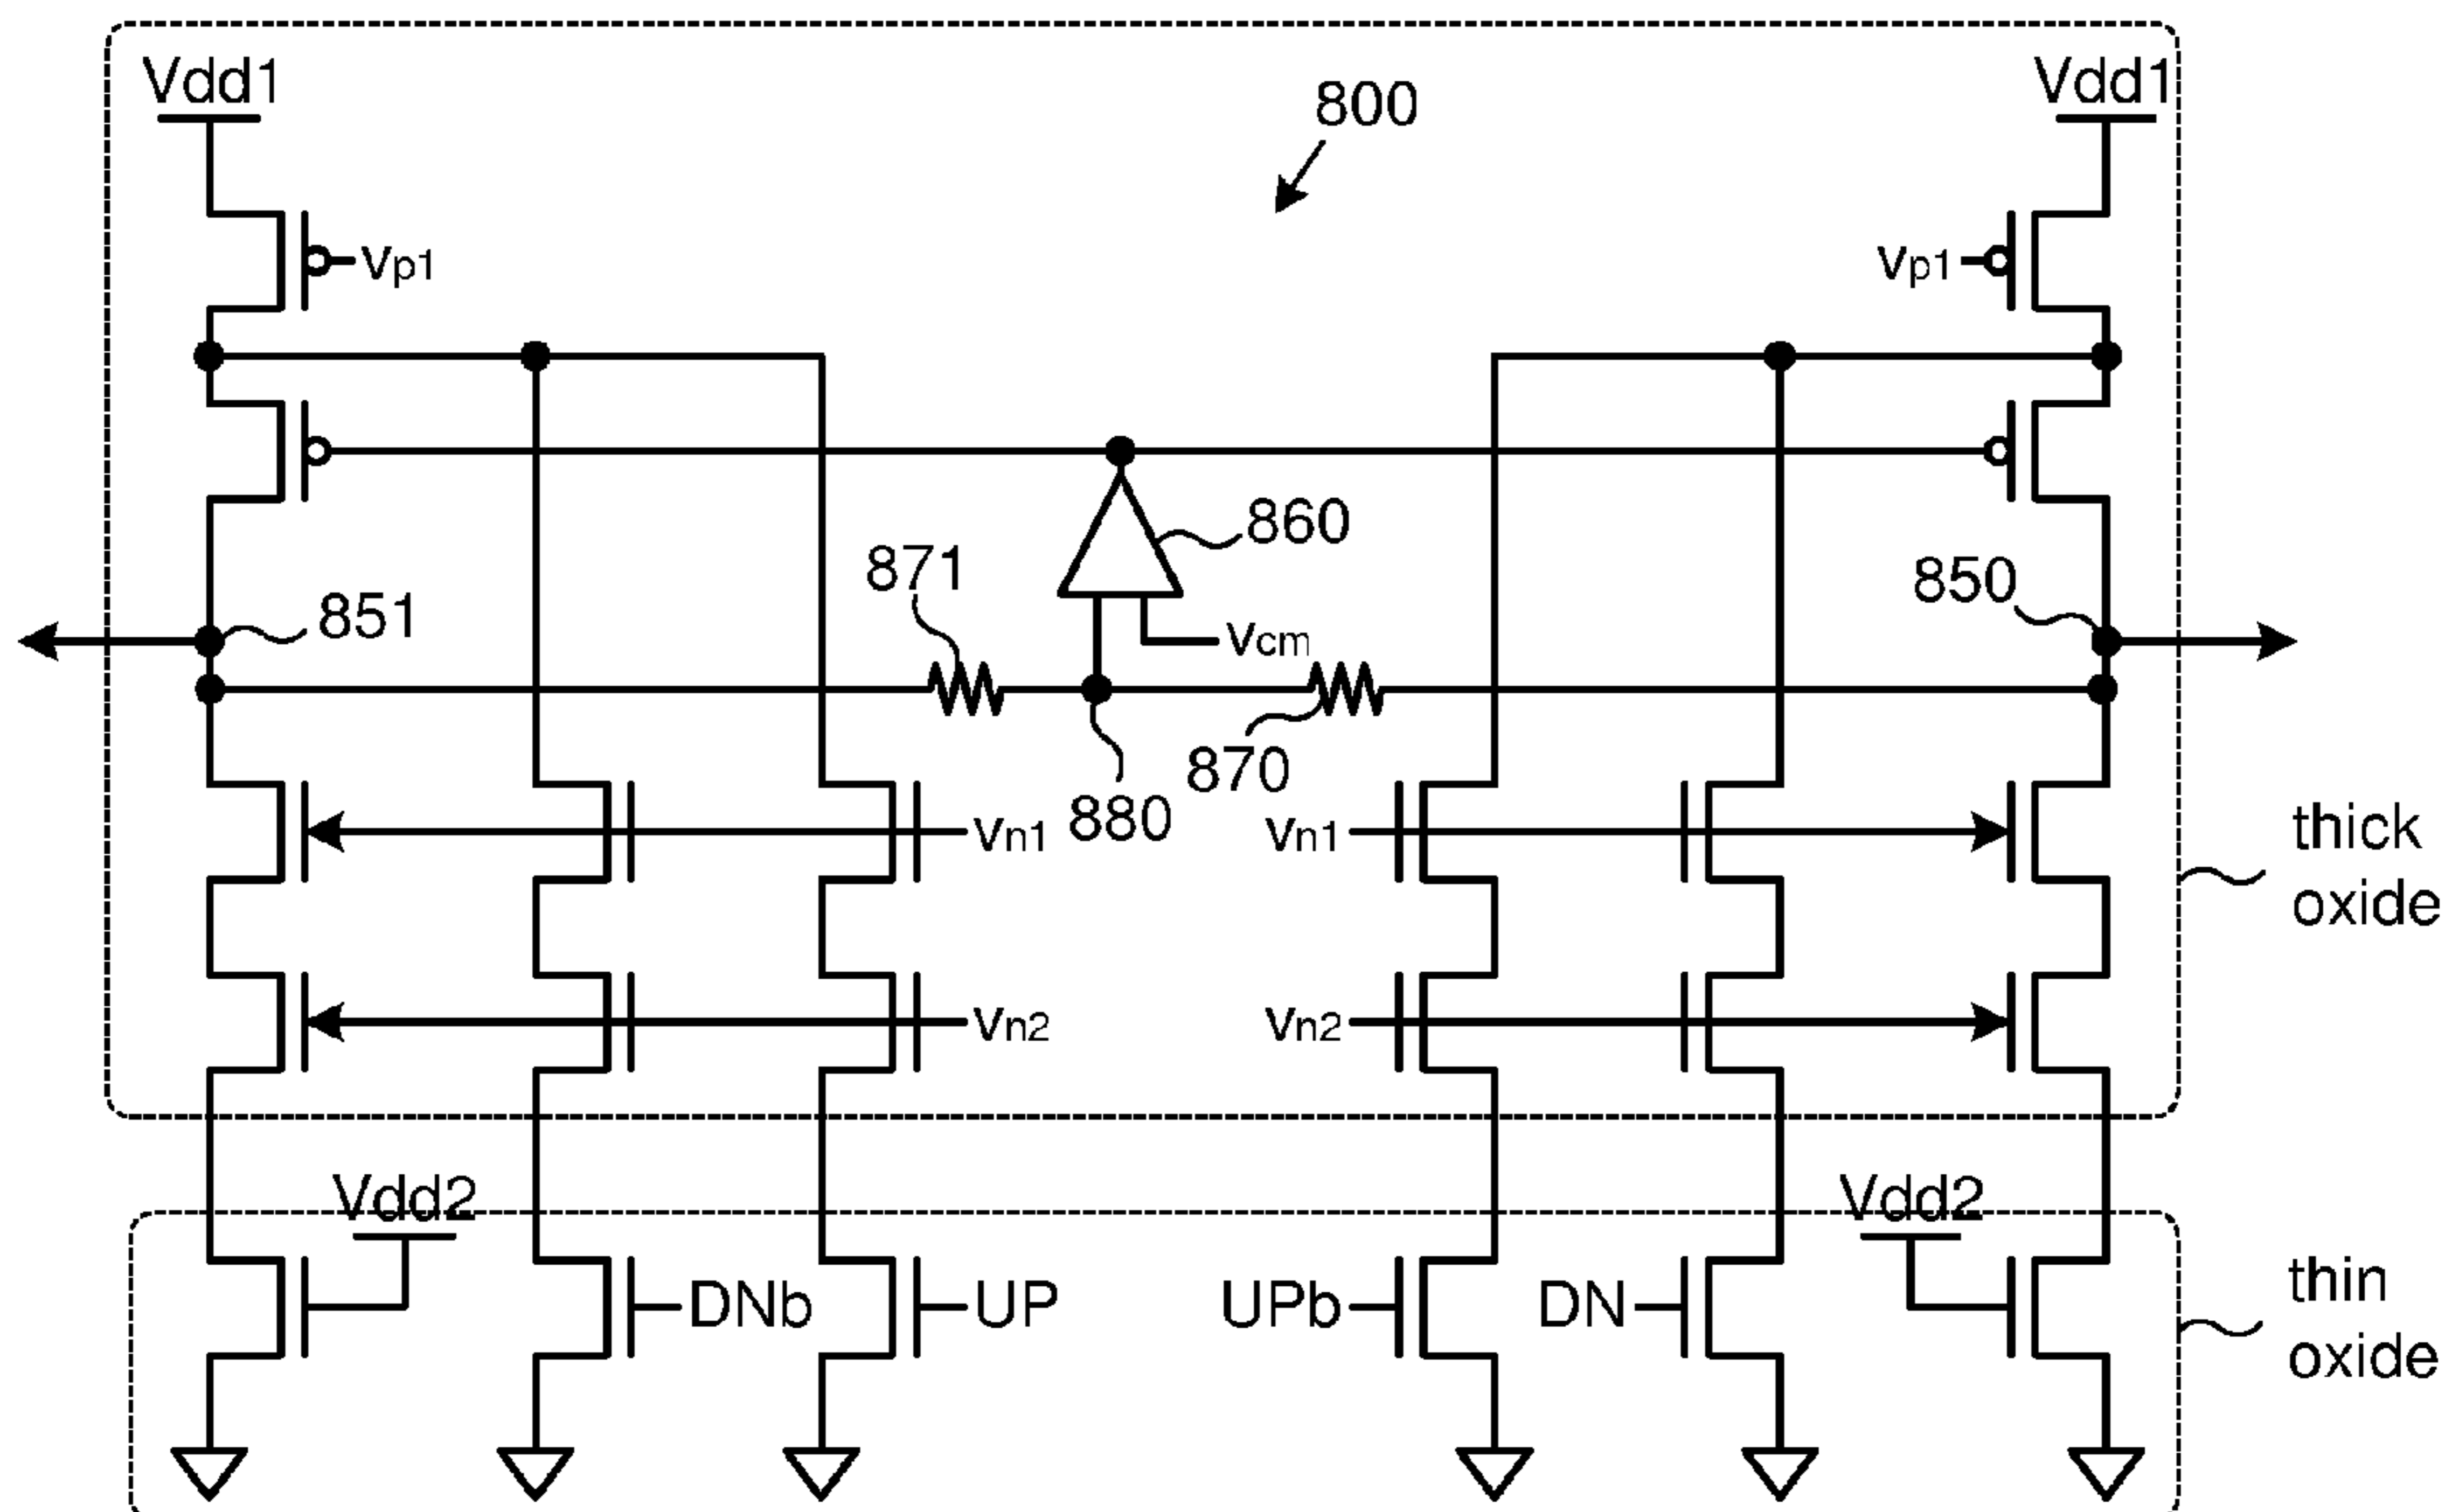 Vdd1
Vdd1
800
vp1
vp1
860
871
850
851
vcm
870
880
vn1
vn1
thick
oxide
vn2
vn2
Vdd2
Vdd2
DNb
UP
UPb
DN
thin
oxide